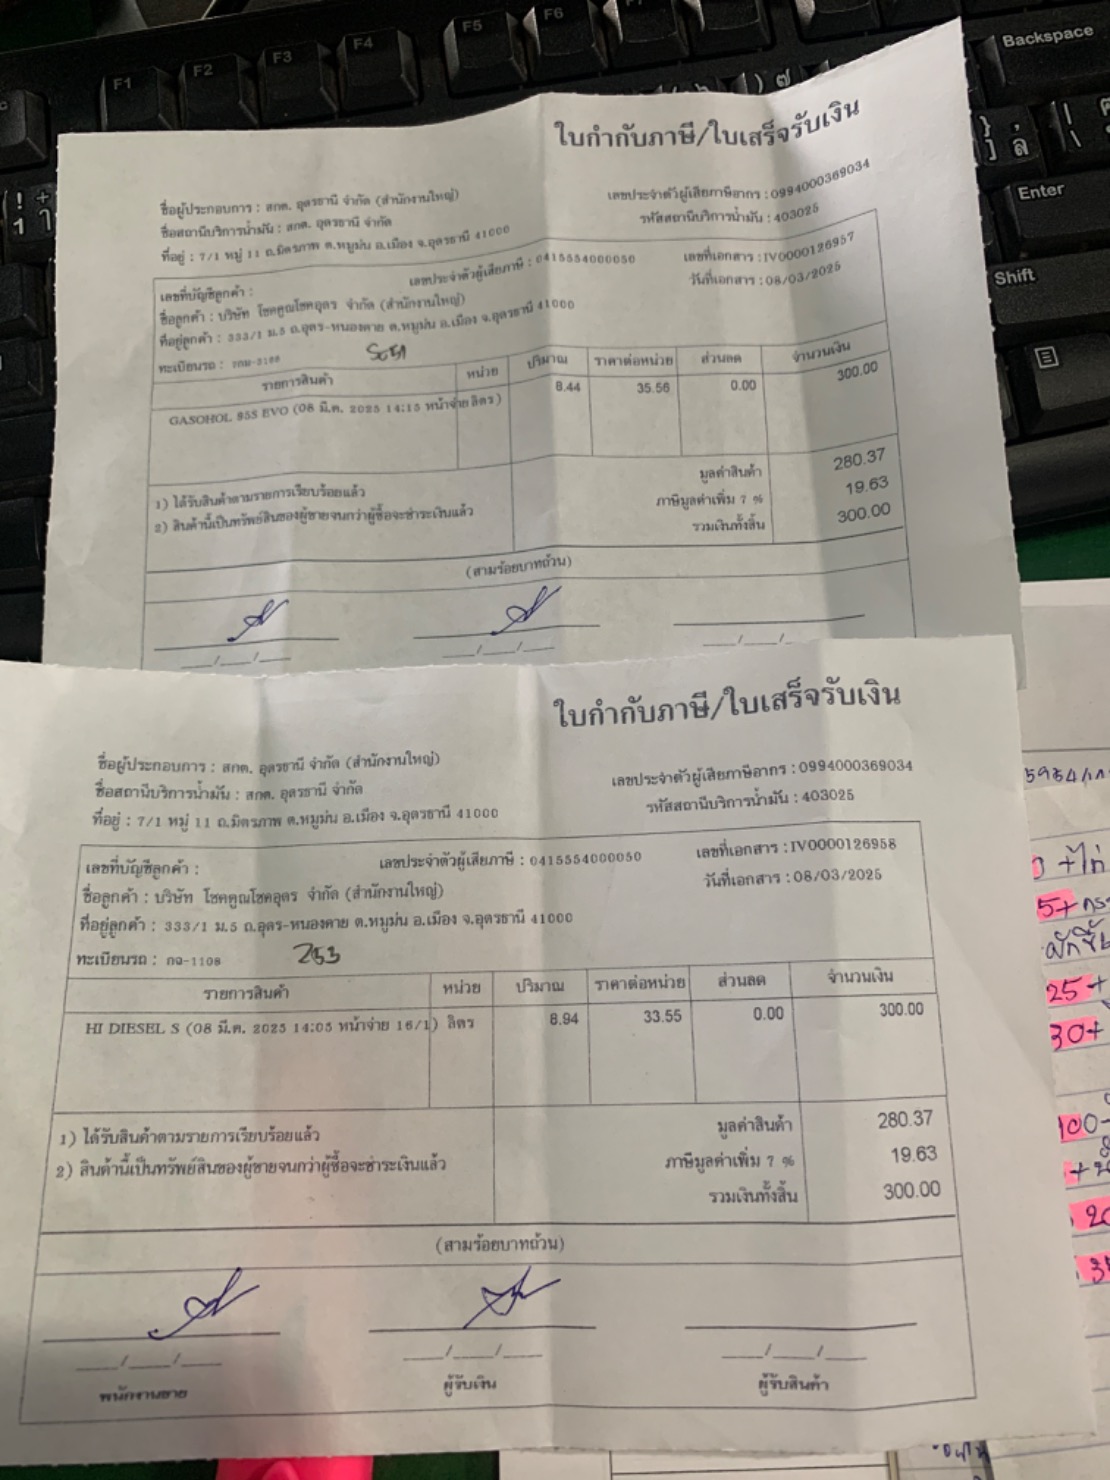 F1 F2 F3 F4 F5 F6
Backspace
Enter
Shift
ใบกำกับภาษี/ใบเสร็จรับเงิน
ชื่อผู้ประกอบการ : สกต. อุดรธานี จำกัด (สำนักงานใหญ่)
เลขประจำตัวผู้เสียภาษีอากร : 0994000369034
ชื่อสถานีบริการน้ำมัน : สกต. อุดรธานี จำกัด
รหัสสถานีบริการน้ำมัน : 403025
ที่อยู่ : 7/1 หมู่ 11 ถ.มิตรภาพ ต.หมูม่น อ.เมือง จ.อุดรธานี 41000
เลขที่บัญชีลูกค้า : เลขประจำตัวผู้เสียภาษี : 0415554000050 เลขที่เอกสาร : IV0000126957
ชื่อลูกค้า : บริษัท โชคคูณโชคอุดร จำกัด (สำนักงานใหญ่) วันที่เอกสาร : 08/03/2025
ที่อยู่ลูกค้า : 333/1 ม.5 ถ.อุดร-หนองคาย ต.หมูม่น อ.เมือง จ.อุดรธานี 41000
ทะเบียนรถ :
รายการสินค้า หน่วย ปริมาณ ราคาต่อหน่วย ส่วนลด จำนวนเงิน
GASOHOL 95S EVO (08 มี.ค. 2025 14:15 หน้าจ่าย ลิตร) 8.44 35.56 0.00 300.00
มูลค่าสินค้า 280.37
1) ได้รับสินค้าตามรายการเรียบร้อยแล้ว
ภาษีมูลค่าเพิ่ม 7 % 19.63
2) สินค้านี้เป็นทรัพย์สินของผู้ขายจนกว่าผู้ซื้อจะชำระเงินแล้ว
รวมเงินทั้งสิ้น 300.00
(สามร้อยบาทถ้วน)
ใบกำกับภาษี/ใบเสร็จรับเงิน
ชื่อผู้ประกอบการ : สกต. อุดรธานี จำกัด (สำนักงานใหญ่)
เลขประจำตัวผู้เสียภาษีอากร : 0994000369034
ชื่อสถานีบริการน้ำมัน : สกต. อุดรธานี จำกัด
รหัสสถานีบริการน้ำมัน : 403025
ที่อยู่ : 7/1 หมู่ 11 ถ.มิตรภาพ ต.หมูม่น อ.เมือง จ.อุดรธานี 41000
เลขที่บัญชีลูกค้า : เลขประจำตัวผู้เสียภาษี : 0415554000050 เลขที่เอกสาร : IV0000126958
ชื่อลูกค้า : บริษัท โชคคูณโชคอุดร จำกัด (สำนักงานใหญ่) วันที่เอกสาร : 08/03/2025
ที่อยู่ลูกค้า : 333/1 ม.5 ถ.อุดร-หนองคาย ต.หมูม่น อ.เมือง จ.อุดรธานี 41000
ทะเบียนรถ : กฉ-1108 253
รายการสินค้า หน่วย ปริมาณ ราคาต่อหน่วย ส่วนลด จำนวนเงิน
HI DIESEL S (08 มี.ค. 2025 14:05 หน้าจ่าย 16/1) ลิตร 8.94 33.55 0.00 300.00
มูลค่าสินค้า 280.37
1) ได้รับสินค้าตามรายการเรียบร้อยแล้ว
ภาษีมูลค่าเพิ่ม 7 % 19.63
2) สินค้านี้เป็นทรัพย์สินของผู้ขายจนกว่าผู้ซื้อจะชำระเงินแล้ว
รวมเงินทั้งสิ้น 300.00
(สามร้อยบาทถ้วน)
พนักงานขาย ผู้รับเงิน ผู้รับสินค้า